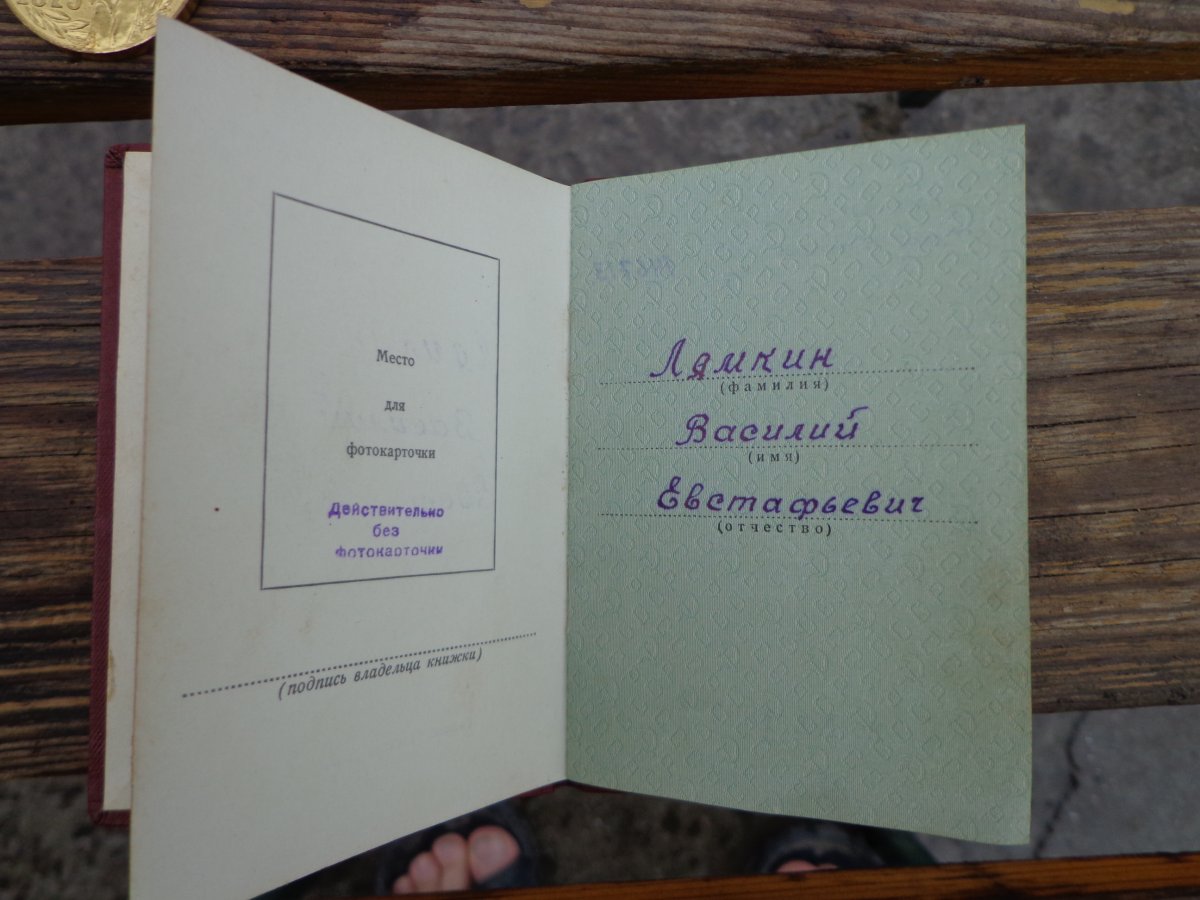 Место
для
фотокарточки
Действительно
без
фотокарточки
(подпись владельца книжки)
Лямкин
(фамилия)
Василий
(имя)
Евстафьевич
(отчество)